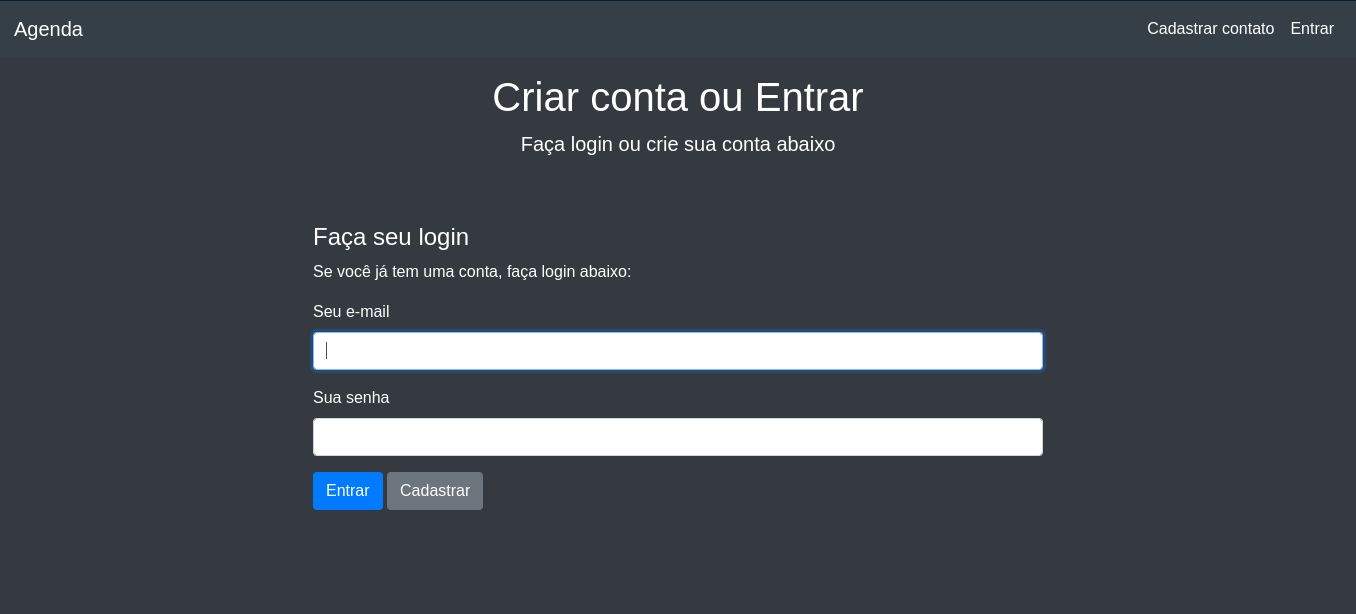 Agenda
Cadastrar contato Entrar
Criar conta ou Entrar
Faça login ou crie sua conta abaixo
Faça seu login
Se você já tem uma conta, faça login abaixo:
Seu e-mail
Sua senha
Entrar Cadastrar